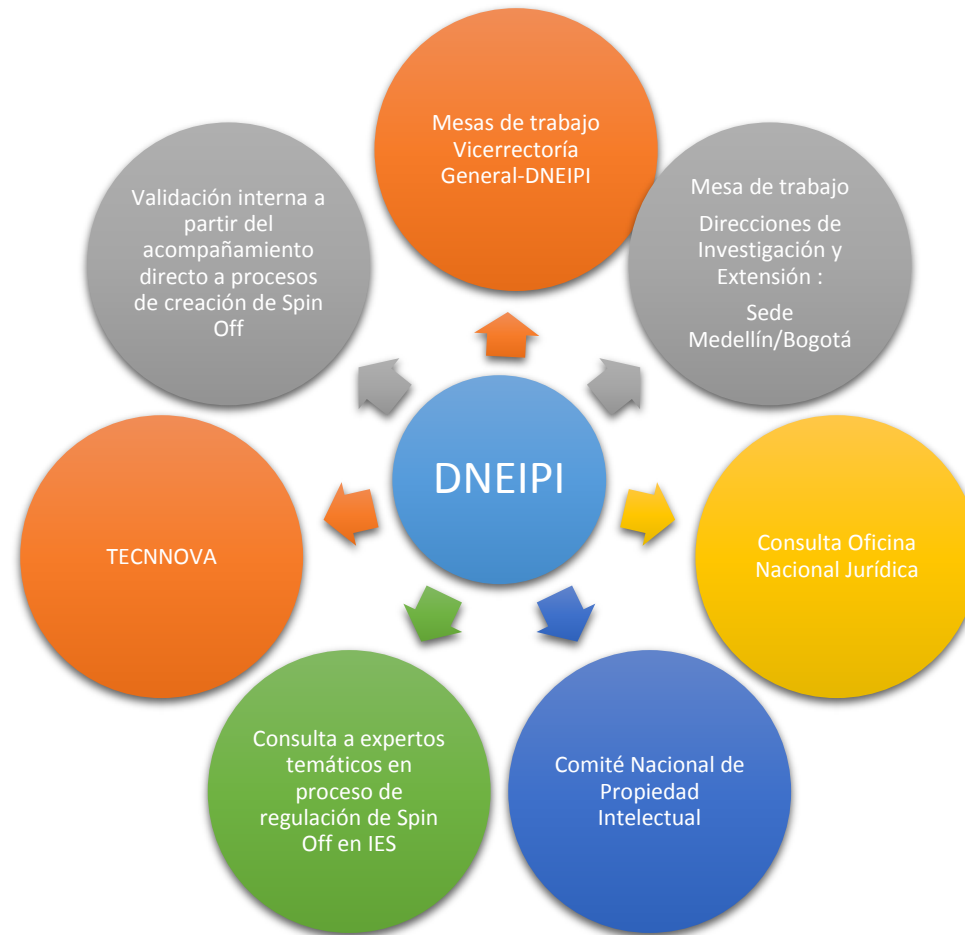 Mesas de trabajo
Vicerrectoría
General-DNEIPI
Mesa de trabajo
Direcciones de
Investigación y
Extensión :
Sede
Medellín/Bogotá
Consulta Oficina
Nacional Jurídica
Comité Nacional de
Propiedad
Intelectual
Consulta a expertos
temáticos en
proceso de
regulación de Spin
Off en IES
TECNNOVA
Validación interna a
partir del
acompañamiento
directo a procesos
de creación de Spin
Off
DNEIPI